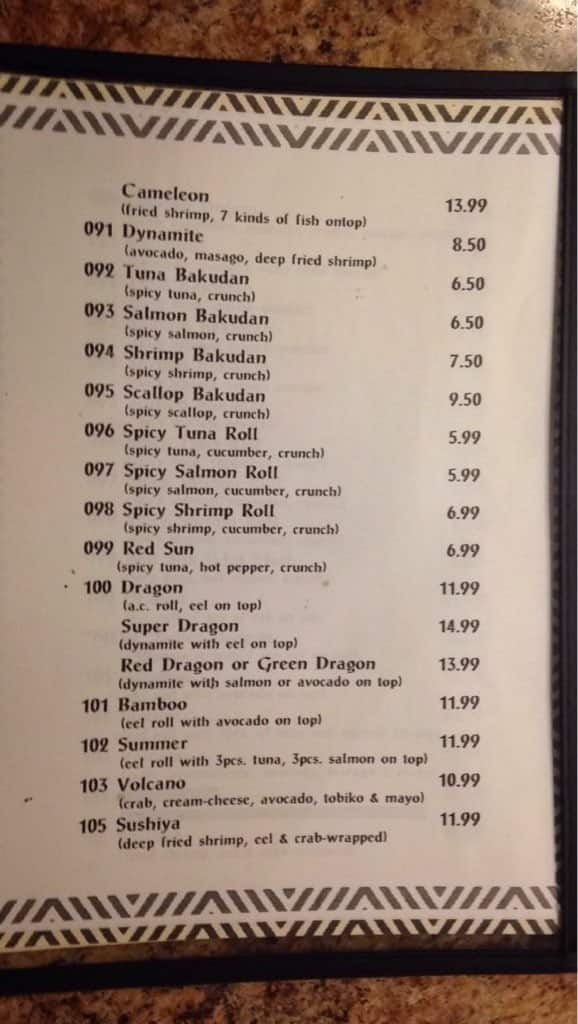 Cameleon 13.99
(fried shrimp, 7 kinds of fish ontop)
091 Dynamite 8.50
(avocado, masago, deep fried shrimp)
092 Tuna Bakudan 6.50
(spicy tuna, crunch)
093 Salmon Bakudan 6.50
(spicy salmon, crunch)
094 Shrimp Bakudan 7.50
(spicy shrimp, crunch)
095 Scallop Bakudan 9.50
(spicy scallop, crunch)
096 Spicy Tuna Roll 5.99
(spicy tuna, cucumber, crunch)
097 Spicy Salmon Roll 5.99
(spicy salmon, cucumber, crunch)
098 Spicy Shrimp Roll 6.99
(spicy shrimp, cucumber, crunch)
099 Red Sun 6.99
(spicy tuna, hot pepper, crunch)
100 Dragon 11.99
(a.c. roll, eel on top)
Super Dragon 14.99
(dynamite with eel on top)
Red Dragon or Green Dragon 13.99
(dynamite with salmon or avocado on top)
101 Bamboo 11.99
(eel roll with avocado on top)
102 Summer 11.99
(eel roll with 3pcs. tuna, 3pcs. salmon on top)
103 Volcano 10.99
(crab, cream-cheese, avocado, tobiko & mayo)
105 Sushiya 11.99
(deep fried shrimp, eel & crab-wrapped)